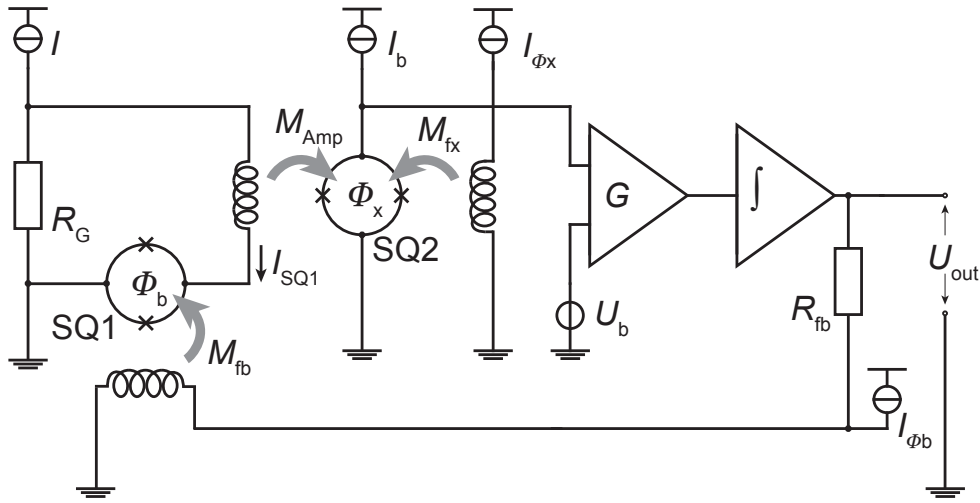 I
I_b
I_Φx
M_Amp
M_fx
Φ_x
R_G
SQ2
G
∫
I_SQ1
Φ_b
SQ1
U_b
R_fb
U_out
M_fb
I_Φb